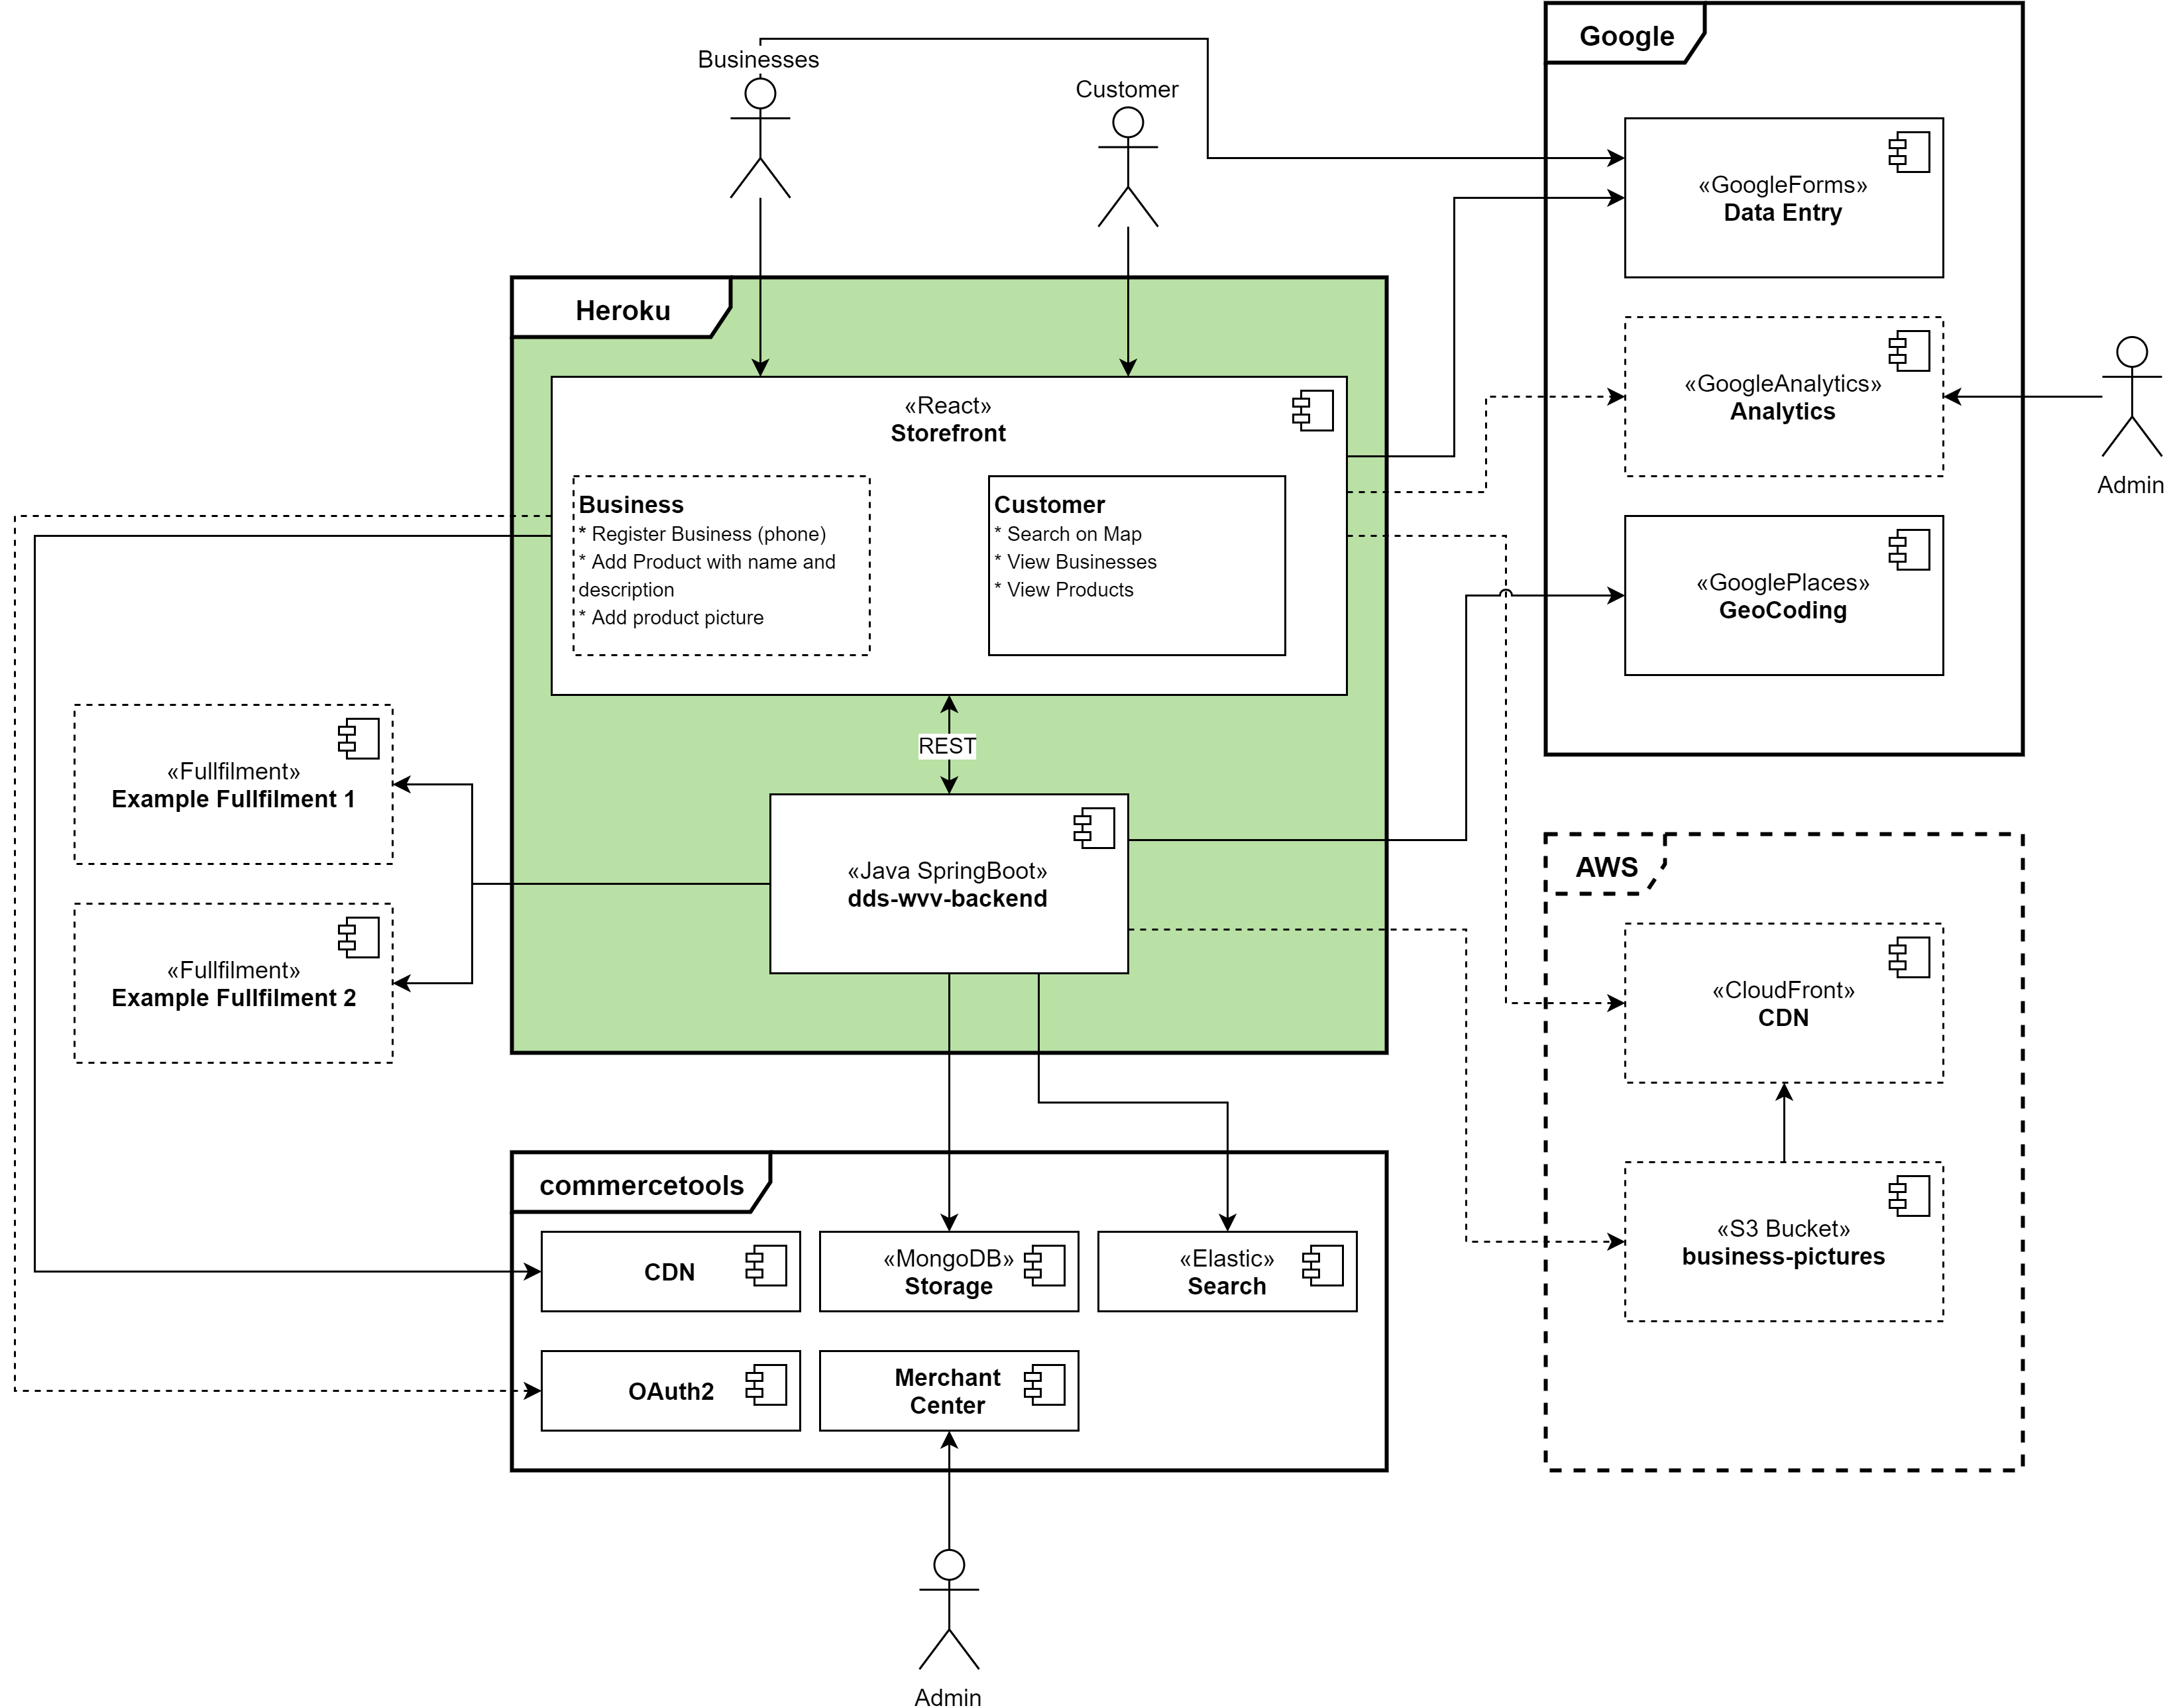 Businesses
Customer
Google
«GoogleForms»
Data Entry
Heroku
«React»
Storefront
Business
* Register Business (phone)
* Add Product with name and
description
* Add product picture
Customer
* Search on Map
* View Businesses
* View Products
«GoogleAnalytics»
Analytics
Admin
«GooglePlaces»
GeoCoding
REST
«Fullfilment»
Example Fullfilment 1
«Fullfilment»
Example Fullfilment 2
«Java SpringBoot»
dds-wvv-backend
AWS
«CloudFront»
CDN
«S3 Bucket»
business-pictures
commercetools
CDN
«MongoDB»
Storage
«Elastic»
Search
OAuth2
Merchant
Center
Admin